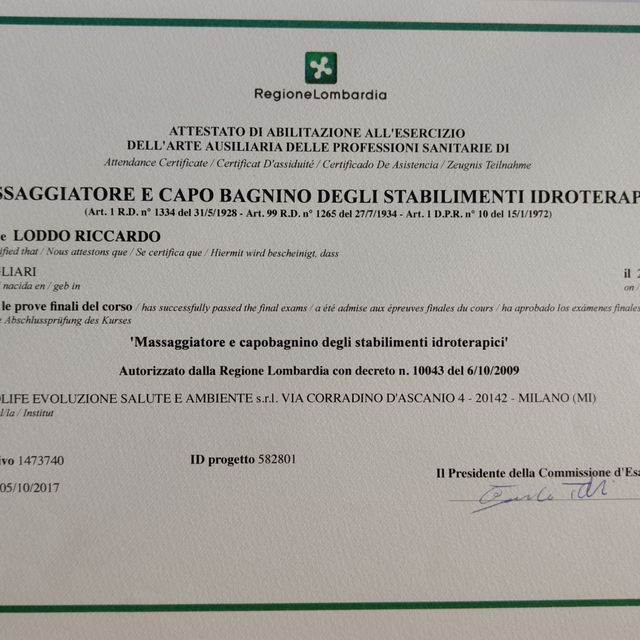 RegioneLombardia
ATTESTATO DI ABILITAZIONE ALL'ESERCIZIO
DELL'ARTE AUSILIARIA DELLE PROFESSIONI SANITARIE DI
Attendance Certificate / Certificat D'assiduité / Certificado De Asistencia / Zeugnis Teilnahme
SSAGGIATORE E CAPO BAGNINO DEGLI STABILIMENTI IDROTERAP
(Art. 1 R.D. n° 1334 del 31/5/1928 - Art. 99 R.D. n° 1265 del 27/7/1934 - Art. 1 D.P.R. n° 10 del 15/1/1972)
e LODDO RICCARDO
ified that / Nous attestons que / Se certifica que / Hiermit wird bescheinigt, dass
LIARI il 2
nacida en / geb in on /
le prove finali del corso / has successfully passed the final exams / a été admise aux épreuves finales du cours / ha aprobado los exámenes finales
e Abschlussprüfung des Kurses
'Massaggiatore e capobagnino degli stabilimenti idroterapici'
Autorizzato dalla Regione Lombardia con decreto n. 10043 del 6/10/2009
OLIFE EVOLUZIONE SALUTE E AMBIENTE s.r.l. VIA CORRADINO D'ASCANIO 4 - 20142 - MILANO (MI)
l/la / Institut
ivo 1473740 ID progetto 582801
Il Presidente della Commissione d'Esa
05/10/2017